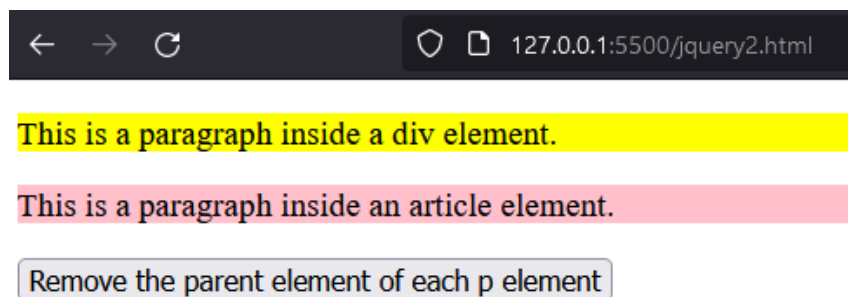 127.0.0.1:5500/jquery2.html
This is a paragraph inside a div element.
This is a paragraph inside an article element.
Remove the parent element of each p element